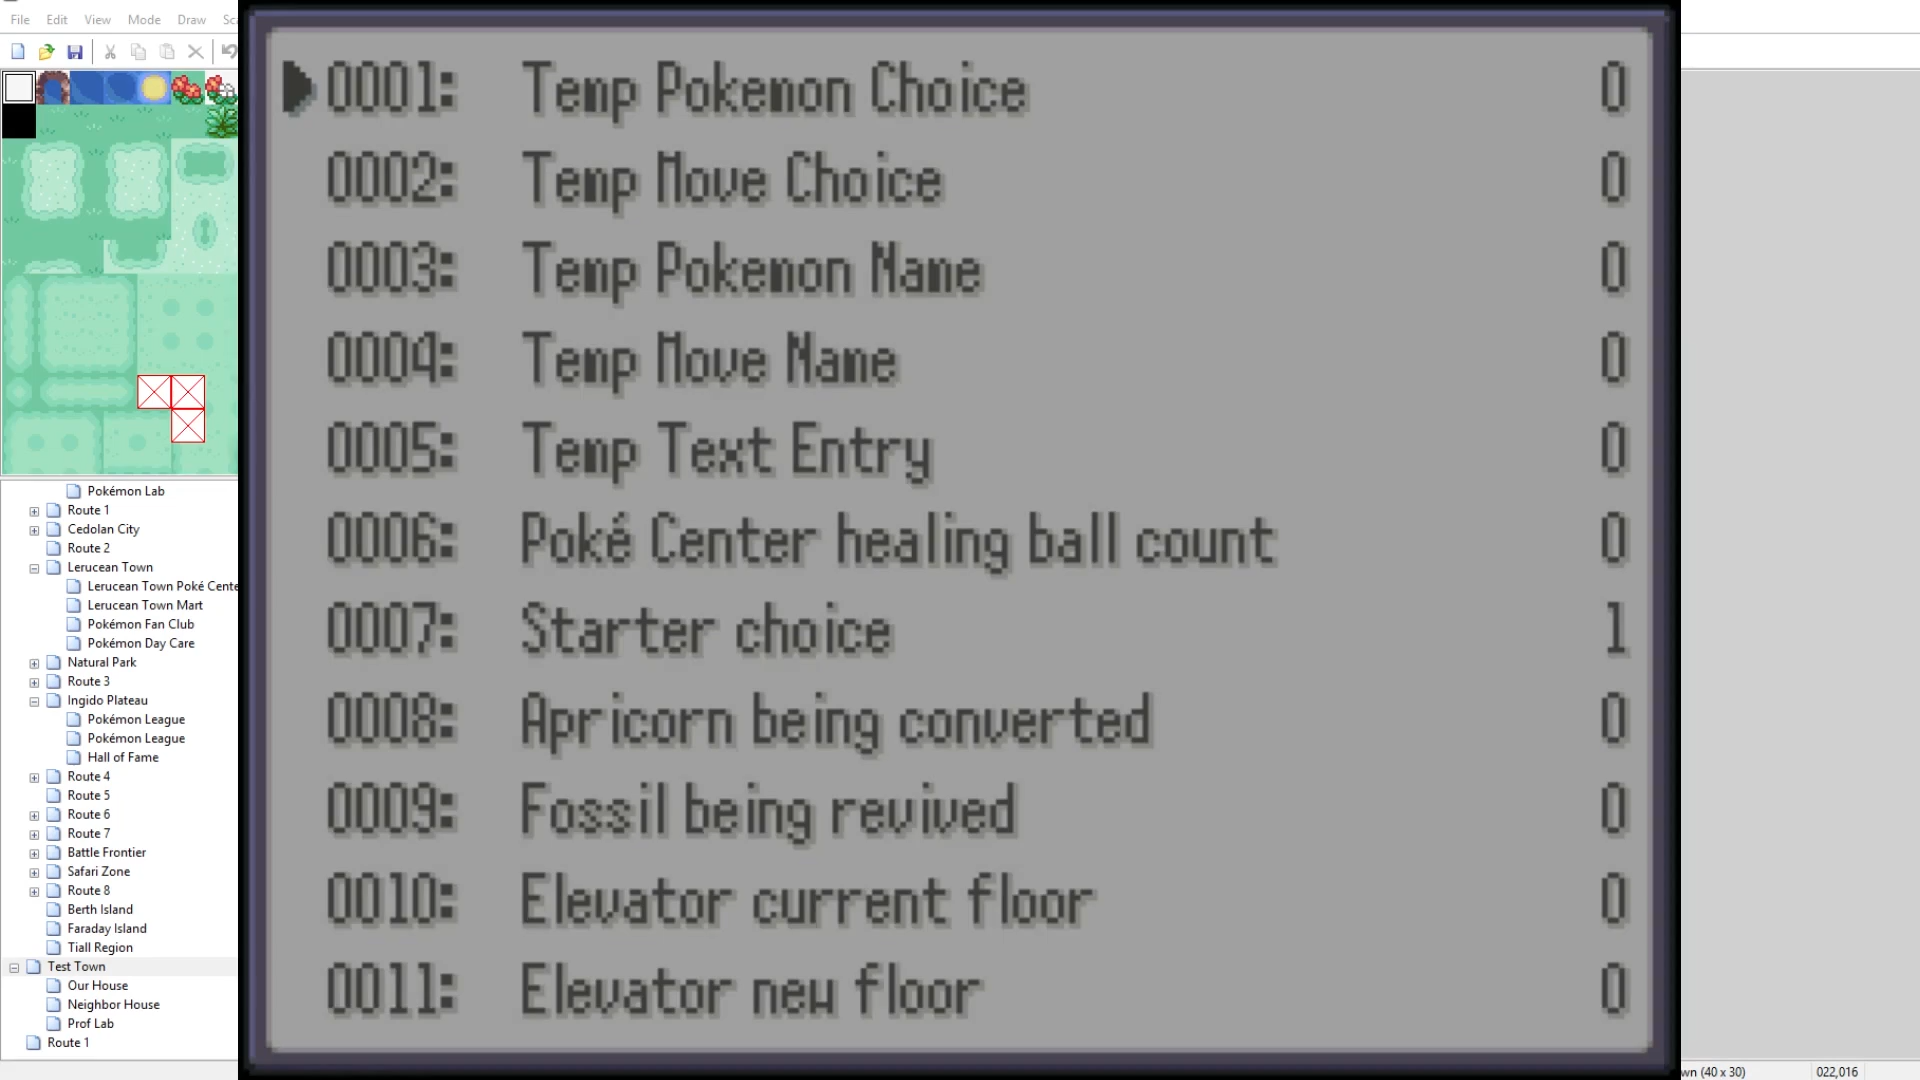 File Edit View Mode Draw
0001: Temp Pokemon Choice 0
0002: Temp Move Choice 0
0003: Temp Pokemon Name 0
0004: Temp Move Name 0
0005: Temp Text Entry 0
0006: Poké Center healing ball count 0
0007: Starter choice 1
0008: Apricorn being converted 0
0009: Fossil being revived 0
0010: Elevator current floor 0
0011: Elevator new floor 0
Pokémon Lab
Route 1
Cedolan City
Route 2
Lerucean Town
Lerucean Town Poké Cente
Lerucean Town Mart
Pokémon Fan Club
Pokémon Day Care
Natural Park
Route 3
Ingido Plateau
Pokémon League
Pokémon League
Hall of Fame
Route 4
Route 5
Route 6
Route 7
Battle Frontier
Safari Zone
Route 8
Berth Island
Faraday Island
Tiall Region
Test Town
Our House
Neighbor House
Prof Lab
Route 1
wn (40 x 30) 022,016